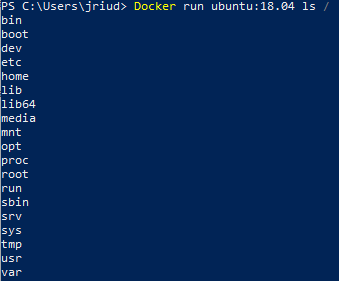 PS C:\Users\jriud> Docker run ubuntu:18.04 ls /
bin
boot
dev
etc
home
lib
lib64
media
mnt
opt
proc
root
run
sbin
srv
sys
tmp
usr
var